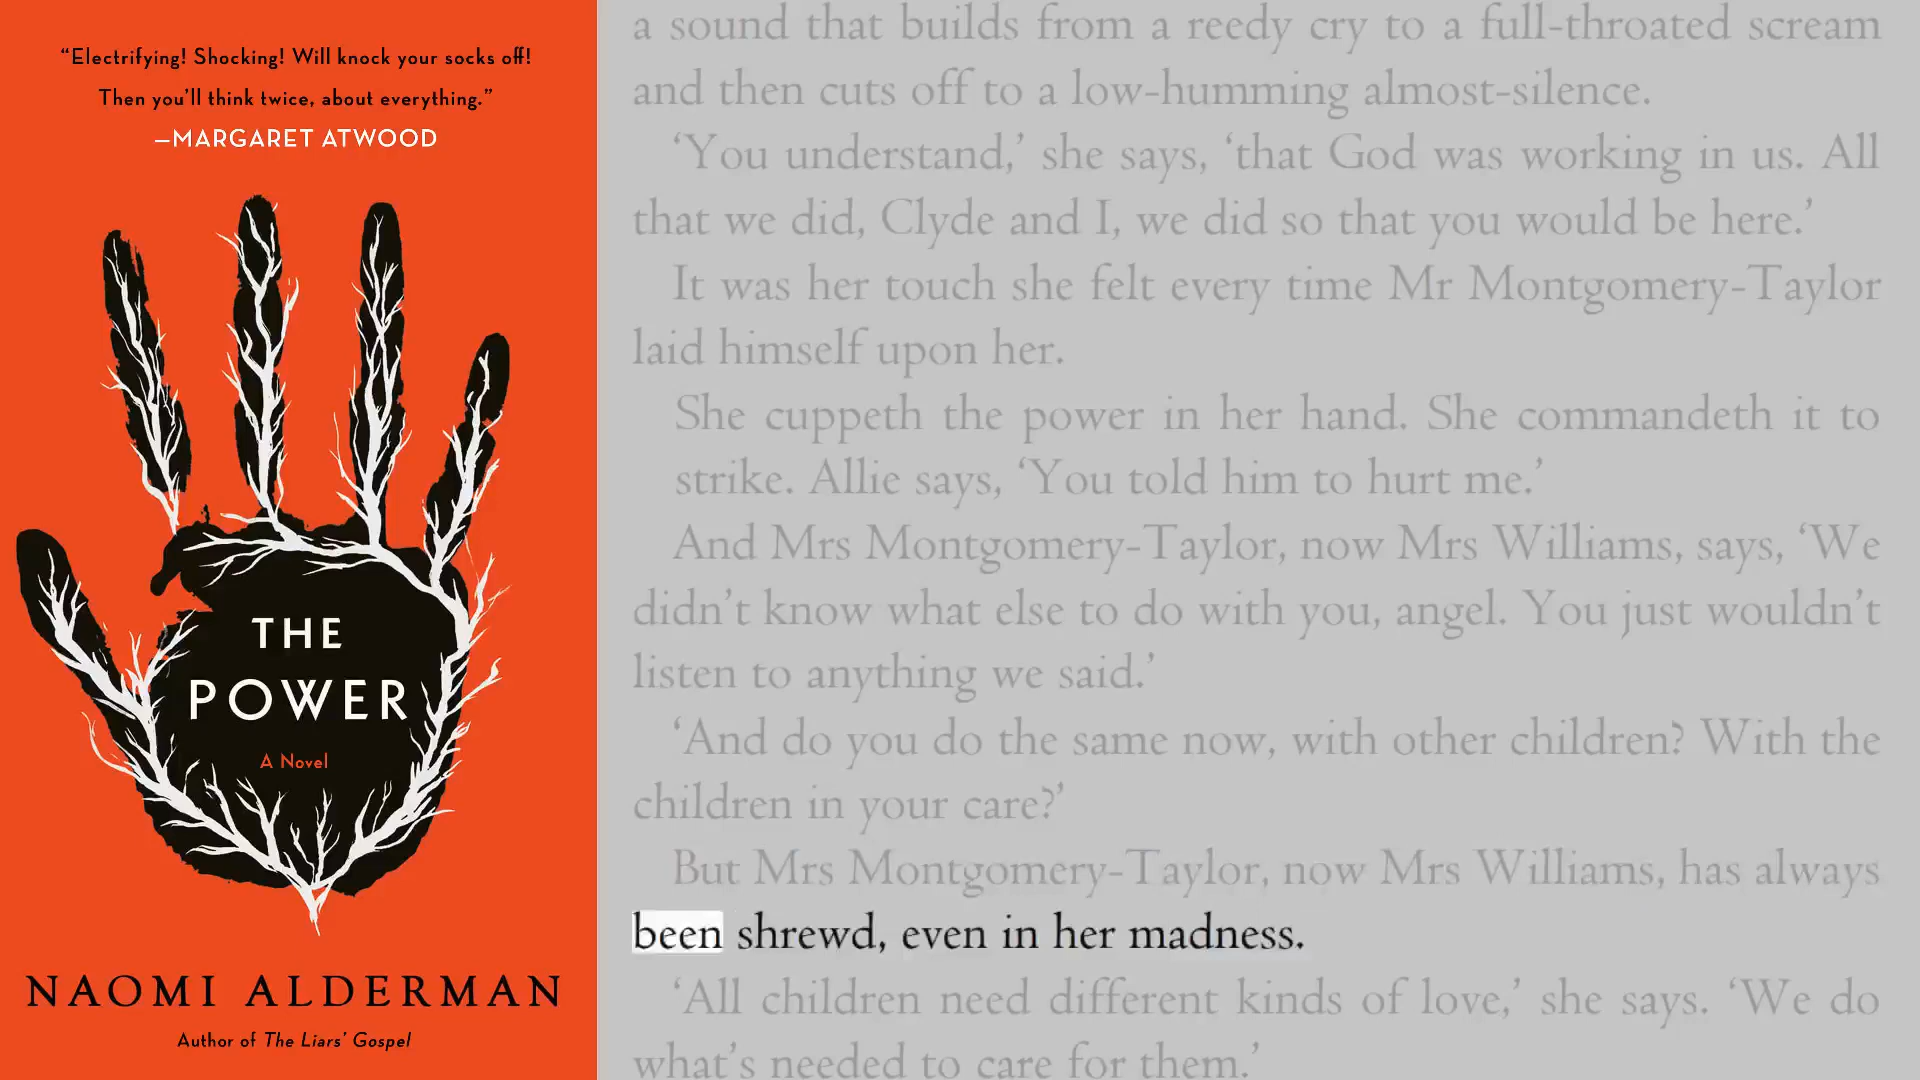 “Electrifying! Shocking! Will knock your socks off!
Then you’ll think twice, about everything.”
—MARGARET ATWOOD
THE
POWER
A Novel
NAOMI ALDERMAN
Author of The Liars’ Gospel
a sound that builds from a reedy cry to a full-throated scream
and then cuts off to a low-humming almost-silence.
‘You understand,’ she says, ‘that God was working in us. All
that we did, Clyde and I, we did so that you would be here.’
It was her touch she felt every time Mr Montgomery-Taylor
laid himself upon her.
She cuppeth the power in her hand. She commandeth it to
strike. Allie says, ‘You told him to hurt me.’
And Mrs Montgomery-Taylor, now Mrs Williams, says, ‘We
didn’t know what else to do with you, angel. You just wouldn’t
listen to anything we said.’
‘And do you do the same now, with other children? With the
children in your care?’
But Mrs Montgomery-Taylor, now Mrs Williams, has always
been shrewd, even in her madness.
‘All children need different kinds of love,’ she says. ‘We do
what’s needed to care for them.’